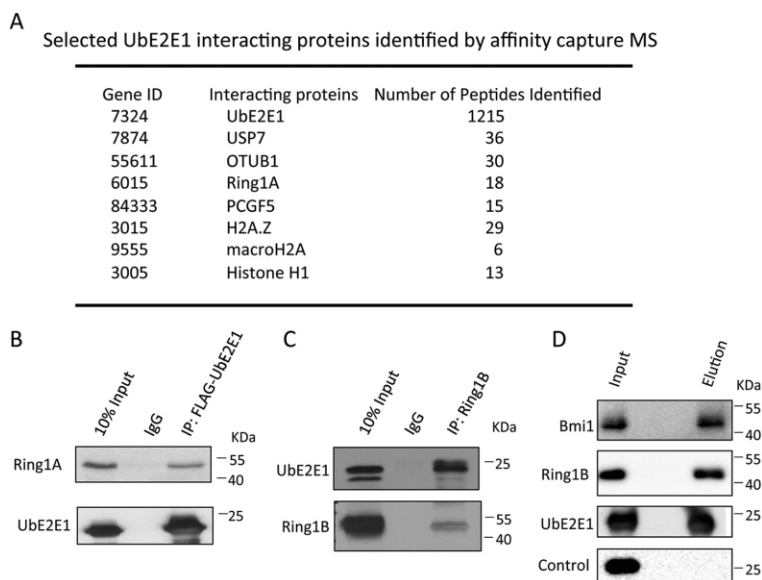 A
Selected UbE2E1 interacting proteins identified by affinity capture MS
Gene ID Interacting proteins Number of Peptides Identified
7324 UbE2E1 1215
7874 USP7 36
55611 OTUB1 30
6015 Ring1A 18
84333 PCGF5 15
3015 H2A.Z 29
9555 macroH2A 6
3005 Histone H1 13
B
10% Input
IgG
IP: FLAG-UbE2E1
KDa
Ring1A
55
40
UbE2E1
25
C
10% Input
IgG
IP: Ring1B
KDa
UbE2E1
25
Ring1B
55
40
D
Input
Elution
KDa
Bmi1
55
40
Ring1B
55
40
UbE2E1
25
Control
25